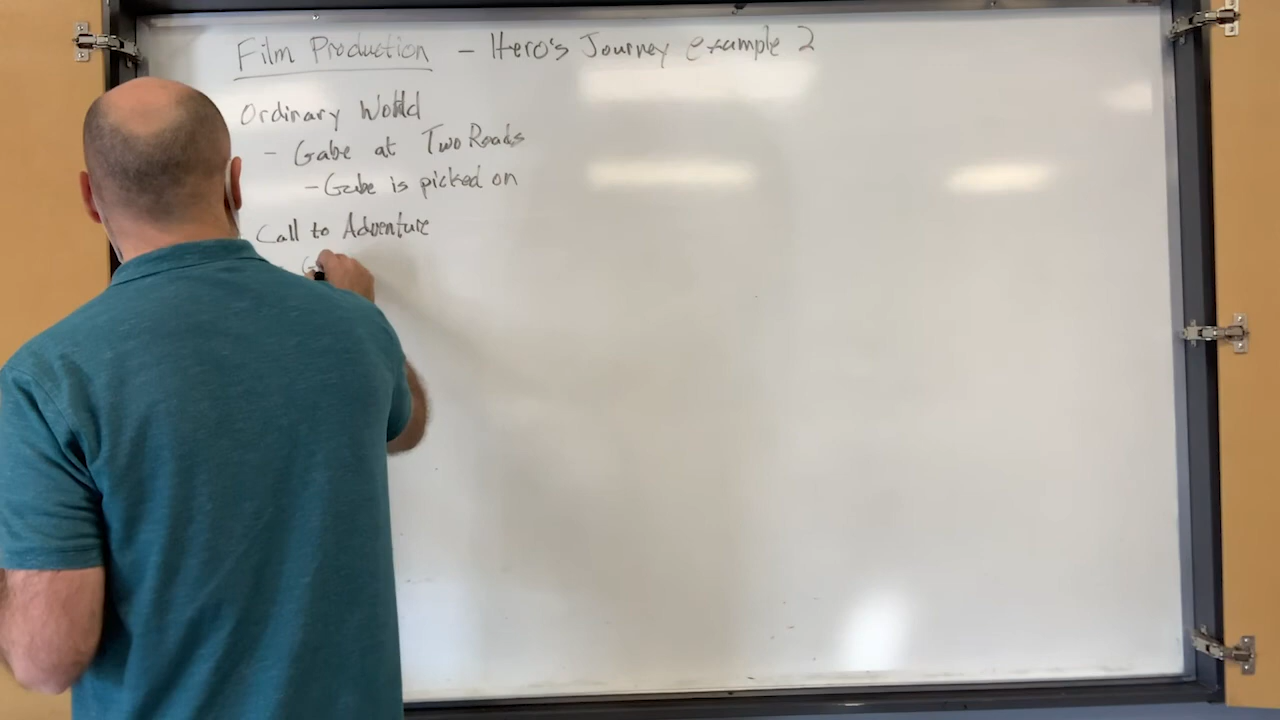 Film Production - Hero's Journey example 2
Ordinary World
- Gabe at Two Roads
- Gabe is picked on
Call to Adventure